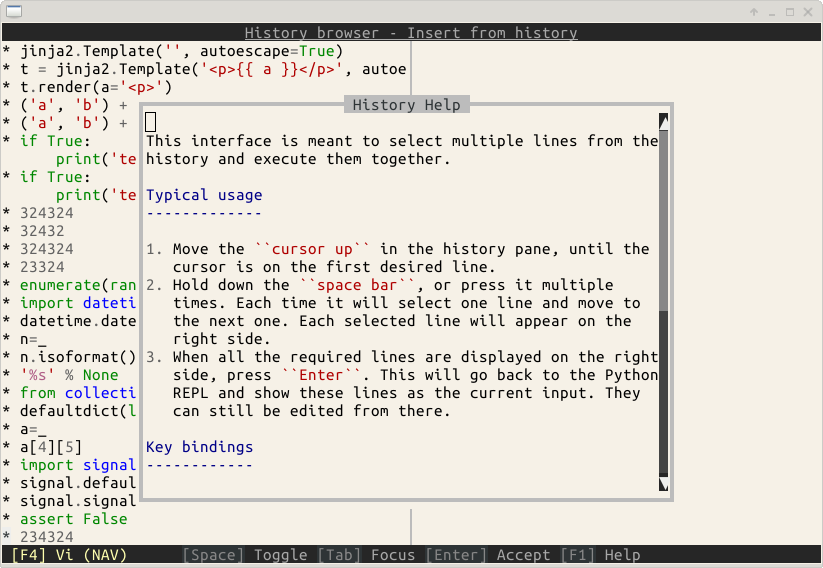 History browser - Insert from history
* jinja2.Template('', autoescape=True)
* t = jinja2.Template('<p>{{ a }}</p>', autoe
* t.render(a='<p>')
* ('a', 'b') +
History Help
* ('a', 'b') +
* if True:
This interface is meant to select multiple lines from the
print('te
history and execute them together.
* if True:
print('te
Typical usage
* 324324
-------------
* 32432
* 324324
1. Move the ``cursor up`` in the history pane, until the
* 23324
cursor is on the first desired line.
* enumerate(ran
2. Hold down the ``space bar``, or press it multiple
* import dateti
times. Each time it will select one line and move to
* datetime.date
the next one. Each selected line will appear on the
* n=_
right side.
* n.isoformat()
3. When all the required lines are displayed on the right
* '%s' % None
side, press ``Enter``. This will go back to the Python
* from collecti
REPL and show these lines as the current input. They
* defaultdict(l
can still be edited from there.
* a=_
* a[4][5]
Key bindings
* import signal
------------
* signal.defaul
* signal.signal
* assert False
* 234324
[F4] Vi (NAV) [Space] Toggle [Tab] Focus [Enter] Accept [F1] Help